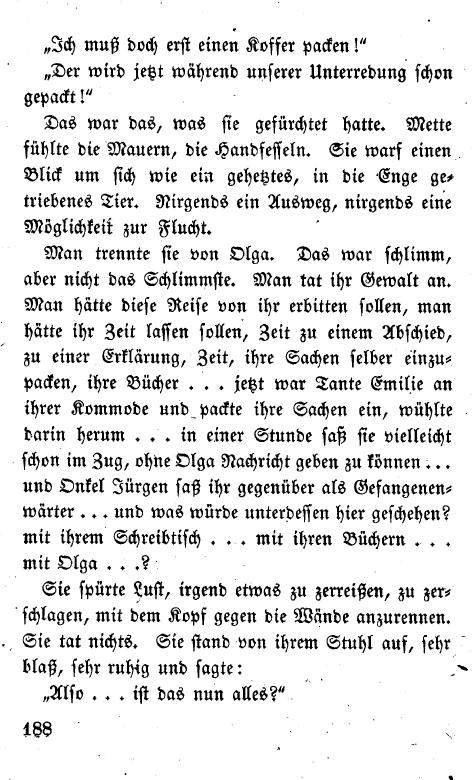 „Ich muß doch erst einen Koffer packen!“
„Der wird jetzt während unserer Unterredung schon
gepackt!“
Das war das, was sie gefürchtet hatte. Mette
fühlte die Mauern, die Handfesseln. Sie warf einen
Blick um sich wie ein gehetztes, in die Enge ge-
triebenes Tier. Nirgends ein Ausweg, nirgends eine
Möglichkeit zur Flucht.
Man trennte sie von Olga. Das war schlimm,
aber nicht das Schlimmste. Man tat ihr Gewalt an.
Man hätte diese Reise von ihr erbitten sollen, man
hätte ihr Zeit lassen sollen, Zeit zu einem Abschied,
zu einer Erklärung, Zeit, ihre Sachen selber einzu-
packen, ihre Bücher . . . jetzt war Tante Emilie an
ihrer Kommode und packte ihre Sachen ein, wühlte
darin herum . . . in einer Stunde saß sie vielleicht
schon im Zug, ohne Olga Nachricht geben zu können . . .
und Onkel Jürgen saß ihr gegenüber als Gefangenen-
wärter . . . und was würde unterdessen hier geschehen?
mit ihrem Schreibtisch . . . mit ihren Büchern . . .
mit Olga . . .?
Sie spürte Lust, irgend etwas zu zerreißen, zu zer-
schlagen, mit dem Kopf gegen die Wände anzurennen.
Sie tat nichts. Sie stand von ihrem Stuhl auf, sehr
blaß, sehr ruhig und sagte:
„Also . . . ist das nun alles?“
188